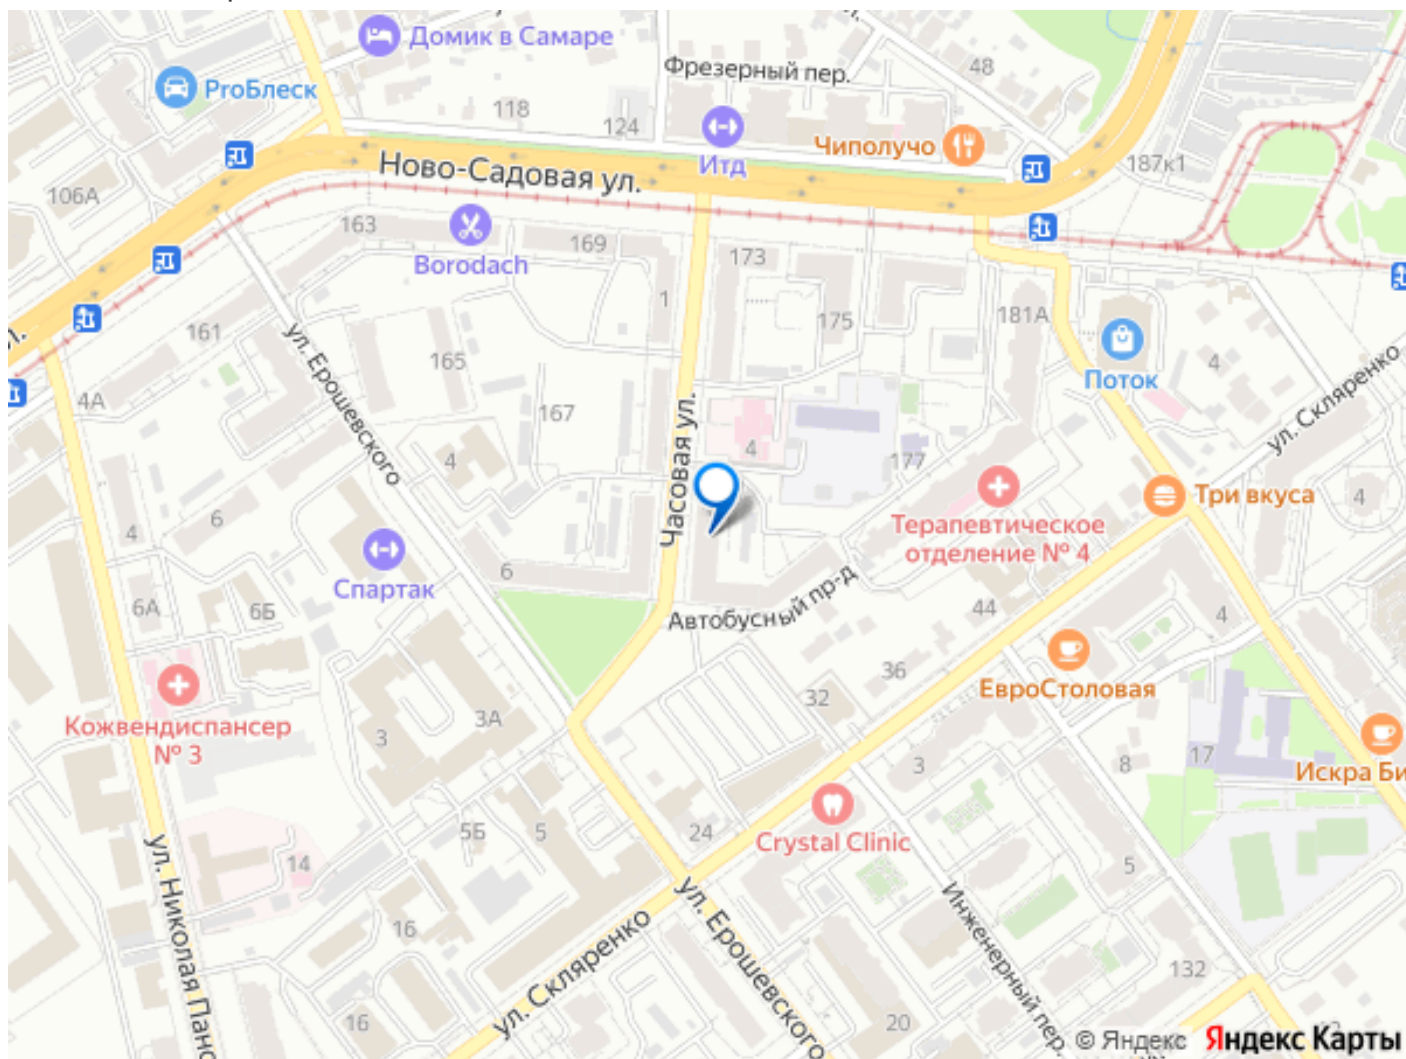 Домик в Самаре
ProБлеск
Фрезерный пер.
48
118
124
Итд
Чиполучо
187к1
Ново-Садовая ул.
106А
163
Borodach
169
173
1
175
181А
4
Поток
ул. Скляренко
161
165
ул. Ерошевского
167
4А
4
Часовая ул.
4
177
Терапевтическое
отделение № 4
Три вкуса
4
4
6
Спартак
6
6А
6Б
Автобусный пр-д
44
4
ЕвроСтоловая
36
32
Кожвендиспансер
№ 3
3
3А
3
8
17
Искра Би
Crystal Clinic
24
5Б
5
5
14
ул. Николая Пано
16
ул. Скляренко
ул. Ерошевского
Инженерный пер.
132
16
20
© Яндекс Яндекс Карты